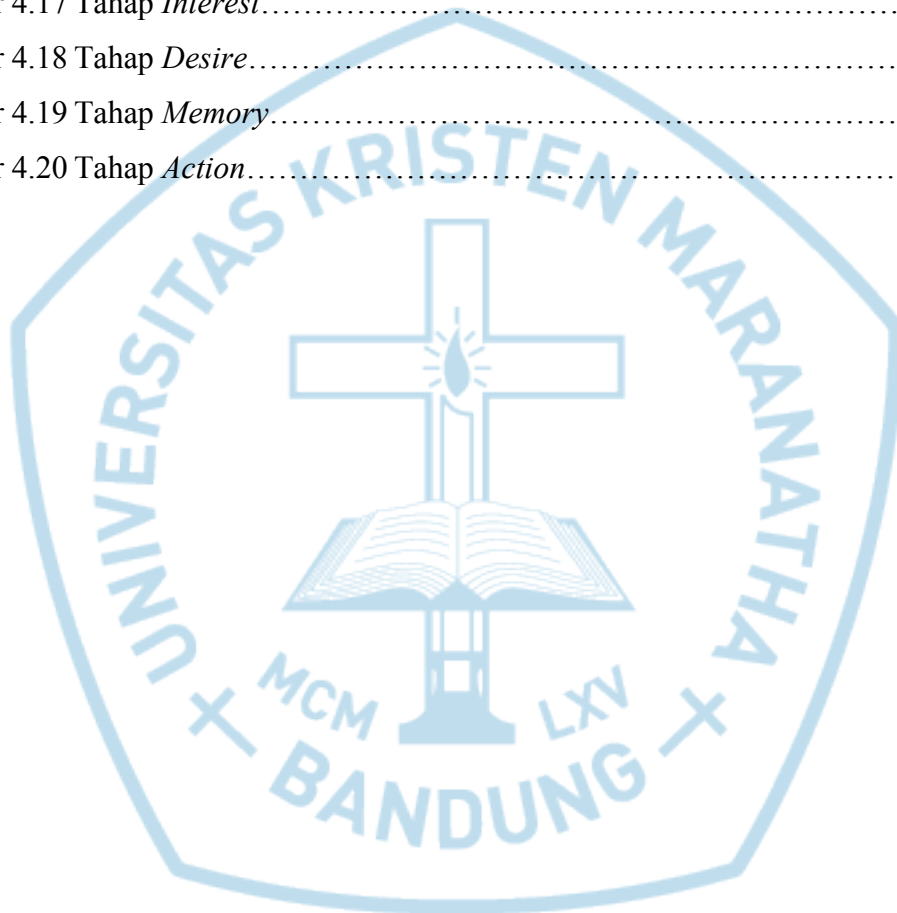 r 4.17 Tahap Interest……………………………………………………………
r 4.18 Tahap Desire……………………………………………………………
r 4.19 Tahap Memory……………………………………………………………
r 4.20 Tahap Action……………………………………………………………
UNIVERSITAS KRISTEN MARANATHA
MCM LXV
BANDUNG